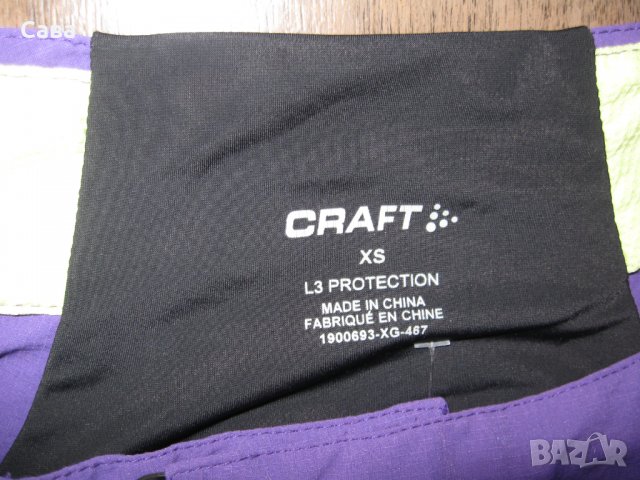 Сава
CRAFT
XS
L3 PROTECTION
MADE IN CHINA
FABRIQUÉ EN CHINE
1900693-XG-467
BAZAR